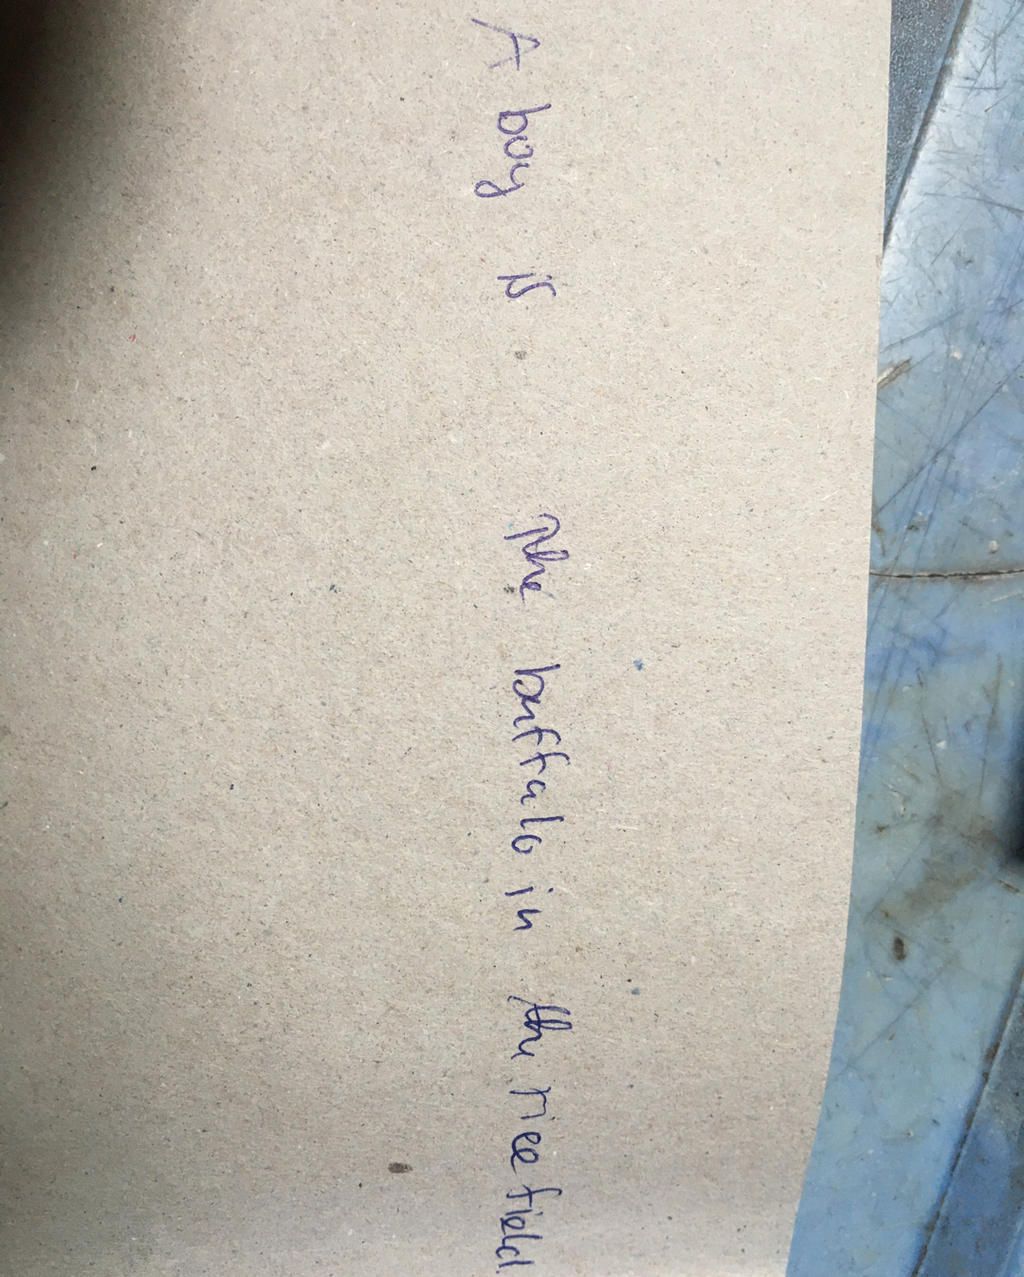 A boy is the buffalo in the rice field.